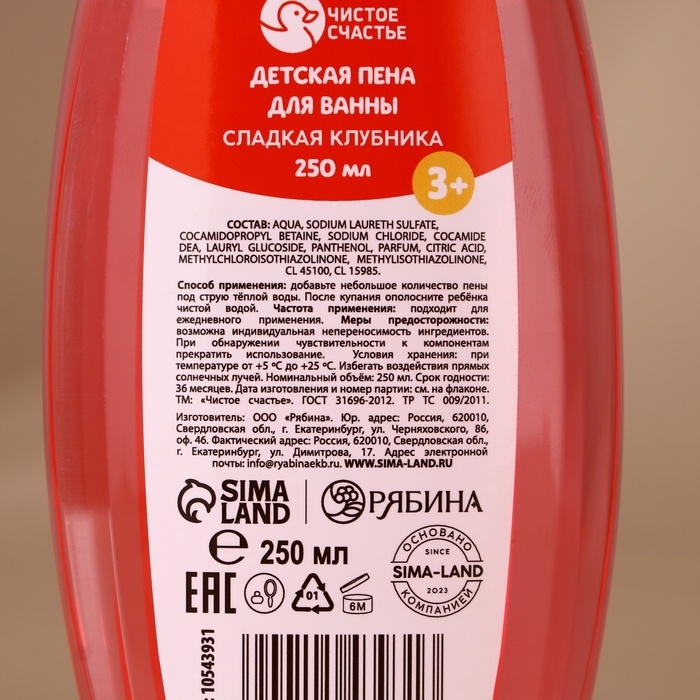 ЧИСТОЕ
СЧАСТЬЕ
ДЕТСКАЯ ПЕНА
ДЛЯ ВАННЫ
СЛАДКАЯ КЛУБНИКА
250 мл
3+
СОСТАВ: AQUA, SODIUM LAURETH SULFATE,
COCAMIDOPROPYL BETAINE, SODIUM CHLORIDE, COCAMIDE
DEA, LAURYL GLUCOSIDE, PANTHENOL, PARFUM, CITRIC ACID,
METHYLCHLOROISOTHIAZOLINONE, METHYLISOTHIAZOLINONE,
CL 45100, CL 15985.
Способ применения: добавьте небольшое количество пены
под струю тёплой воды. После купания ополосните ребёнка
чистой водой. Частота применения: подходит для
ежедневного применения. Меры предосторожности:
возможна индивидуальная непереносимость ингредиентов.
При обнаружении чувствительности к компонентам
прекратить использование. Условия хранения: при
температуре от +5 ºC до +25 ºC. Избегать воздействия прямых
солнечных лучей. Номинальный объём: 250 мл. Срок годности:
36 месяцев. Дата изготовления и номер партии: см. на флаконе.
ТМ: «Чистое счастье». ГОСТ 31696-2012. ТР ТС 009/2011.
Изготовитель: ООО «Рябина». Юр. адрес: Россия, 620010,
Свердловская обл., г. Екатеринбург, ул. Черняховского, 86,
оф. 46. Фактический адрес: Россия, 620010, Свердловская обл.,
г. Екатеринбург, ул. Димитрова, 17. Адрес электронной
почты: info@ryabinaekb.ru WWW.SIMA-LAND.RU
SIMA
LAND
РЯБИНА
e 250 мл
ОСНОВАНО
SINCE
SIMA-LAND
2023
КОМПАНИЕЙ
EAC
01
6M
10543931